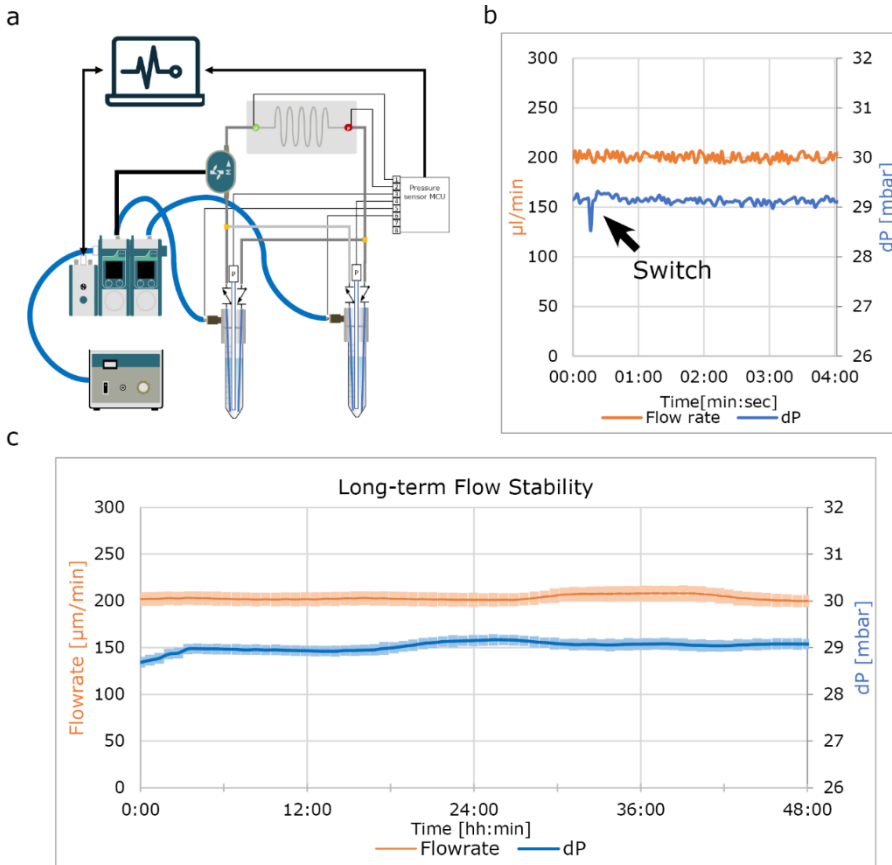 a
Pressure
sensor MCU
1
2
3
4
5
6
7
8
P
P
b
300
250
200
150
100
50
0
µl/min
32
31
30
29
28
27
26
dP [mbar]
Switch
00:00 01:00 02:00 03:00 04:00
Time[min:sec]
Flow rate dP
c
Long-term Flow Stability
300
250
200
150
100
50
0
Flowrate [µm/min]
32
31
30
29
28
27
26
dP [mbar]
0:00 12:00 24:00 36:00 48:00
Time [hh:min]
Flowrate dP